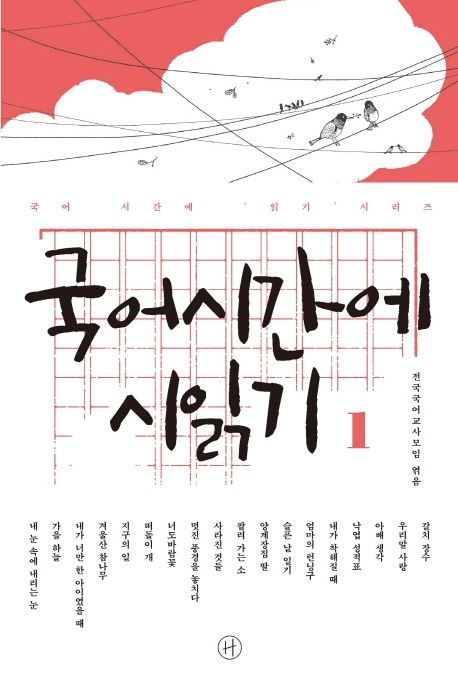 국어 시간에 '읽기' 시리즈
국어시간에
시읽기
1
전국국어교사모임 엮음
갈치 장수
우리말 사랑
아배 생각
낙엽 성적표
내가 착해질 때
엄마의 런닝구
슬픈 날 일기
양계장집 딸
팔려 가는 소
사라진 것들
멋진 풍경을 놓치다
너도바람꽃
떠돌이 개
지구의 일
겨울산 참나무
내가 너만 한 아이였을 때
가을 하늘
내 눈 속에 내리는 눈
H